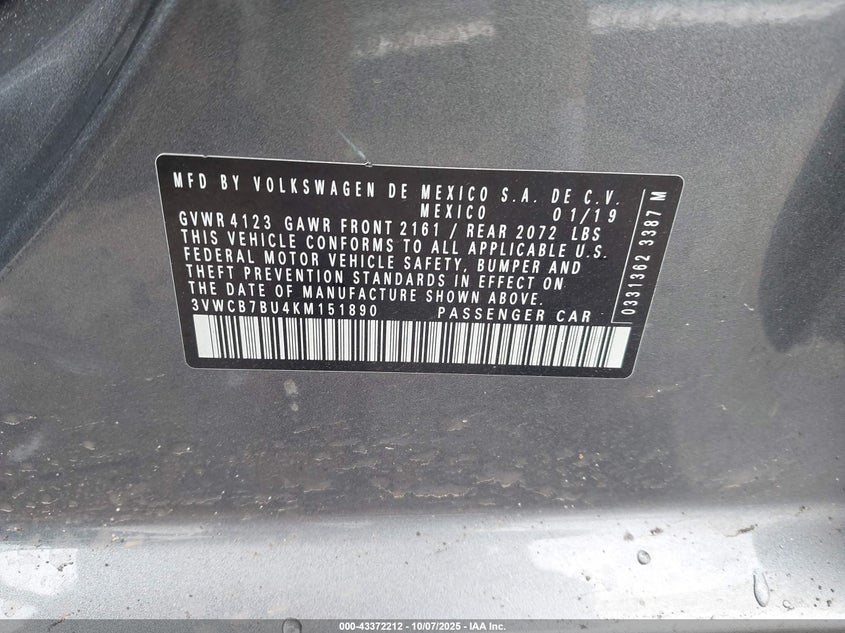 MFD BY VOLKSWAGEN DE MEXICO S.A. DE C.V.
MEXICO 01/19
GVWR 4123 GAWR FRONT 2161 / REAR 2072 LBS
THIS VEHICLE CONFORMS TO ALL APPLICABLE U.S.
FEDERAL MOTOR VEHICLE SAFETY, BUMPER AND
THEFT PREVENTION STANDARDS IN EFFECT ON
THE DATE OF MANUFACTURE SHOWN ABOVE.
3VWCB7BU4KM151890 PASSENGER CAR
0331362 3387 M
000-43372212 - 10/07/2025 - IAA Inc.